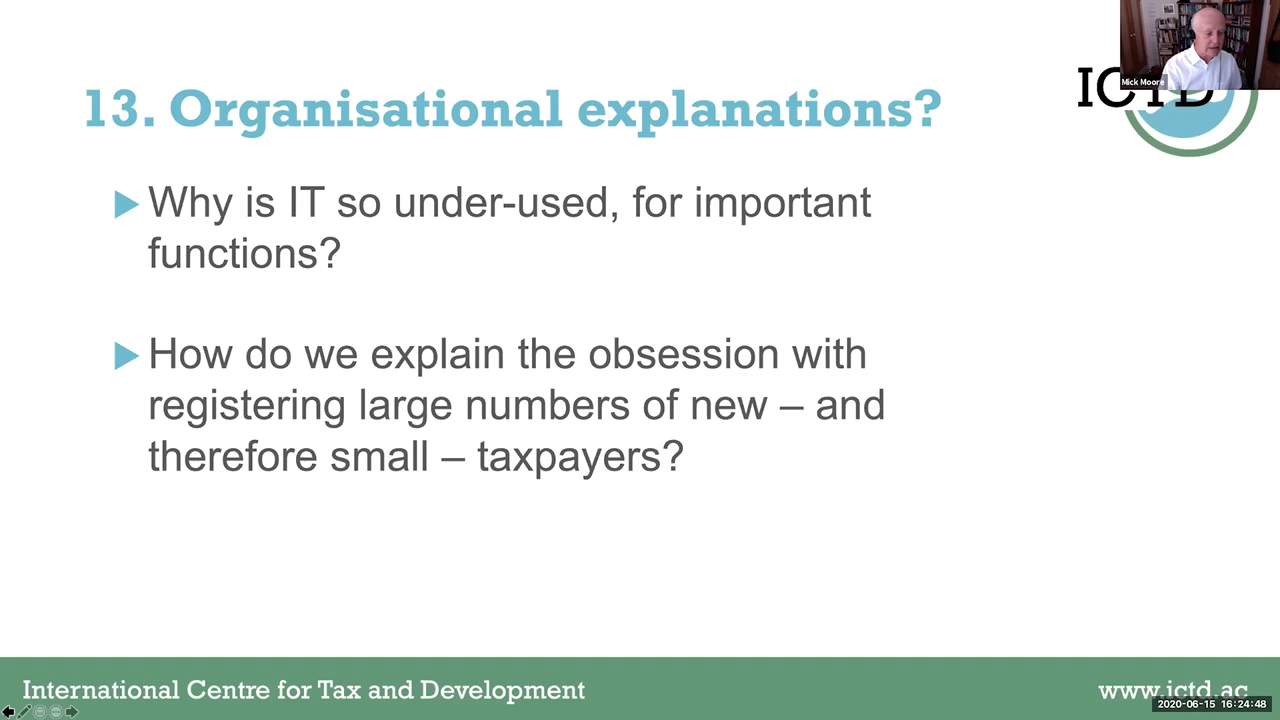 Mick Moore
ICTD
13. Organisational explanations?
Why is IT so under-used, for important
functions?
How do we explain the obsession with
registering large numbers of new – and
therefore small – taxpayers?
International Centre for Tax and Development
www.ictd.ac
2020-06-15 16:24:48